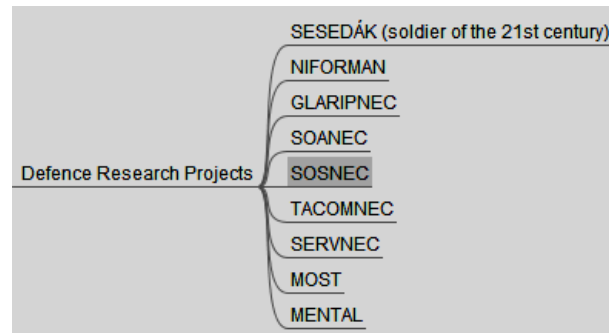 SESEDÁK (soldier of the 21st century)
NIFORMAN
GLARIPNEC
SOANEC
Defence Research Projects
SOSNEC
TACOMNEC
SERVNEC
MOST
MENTAL